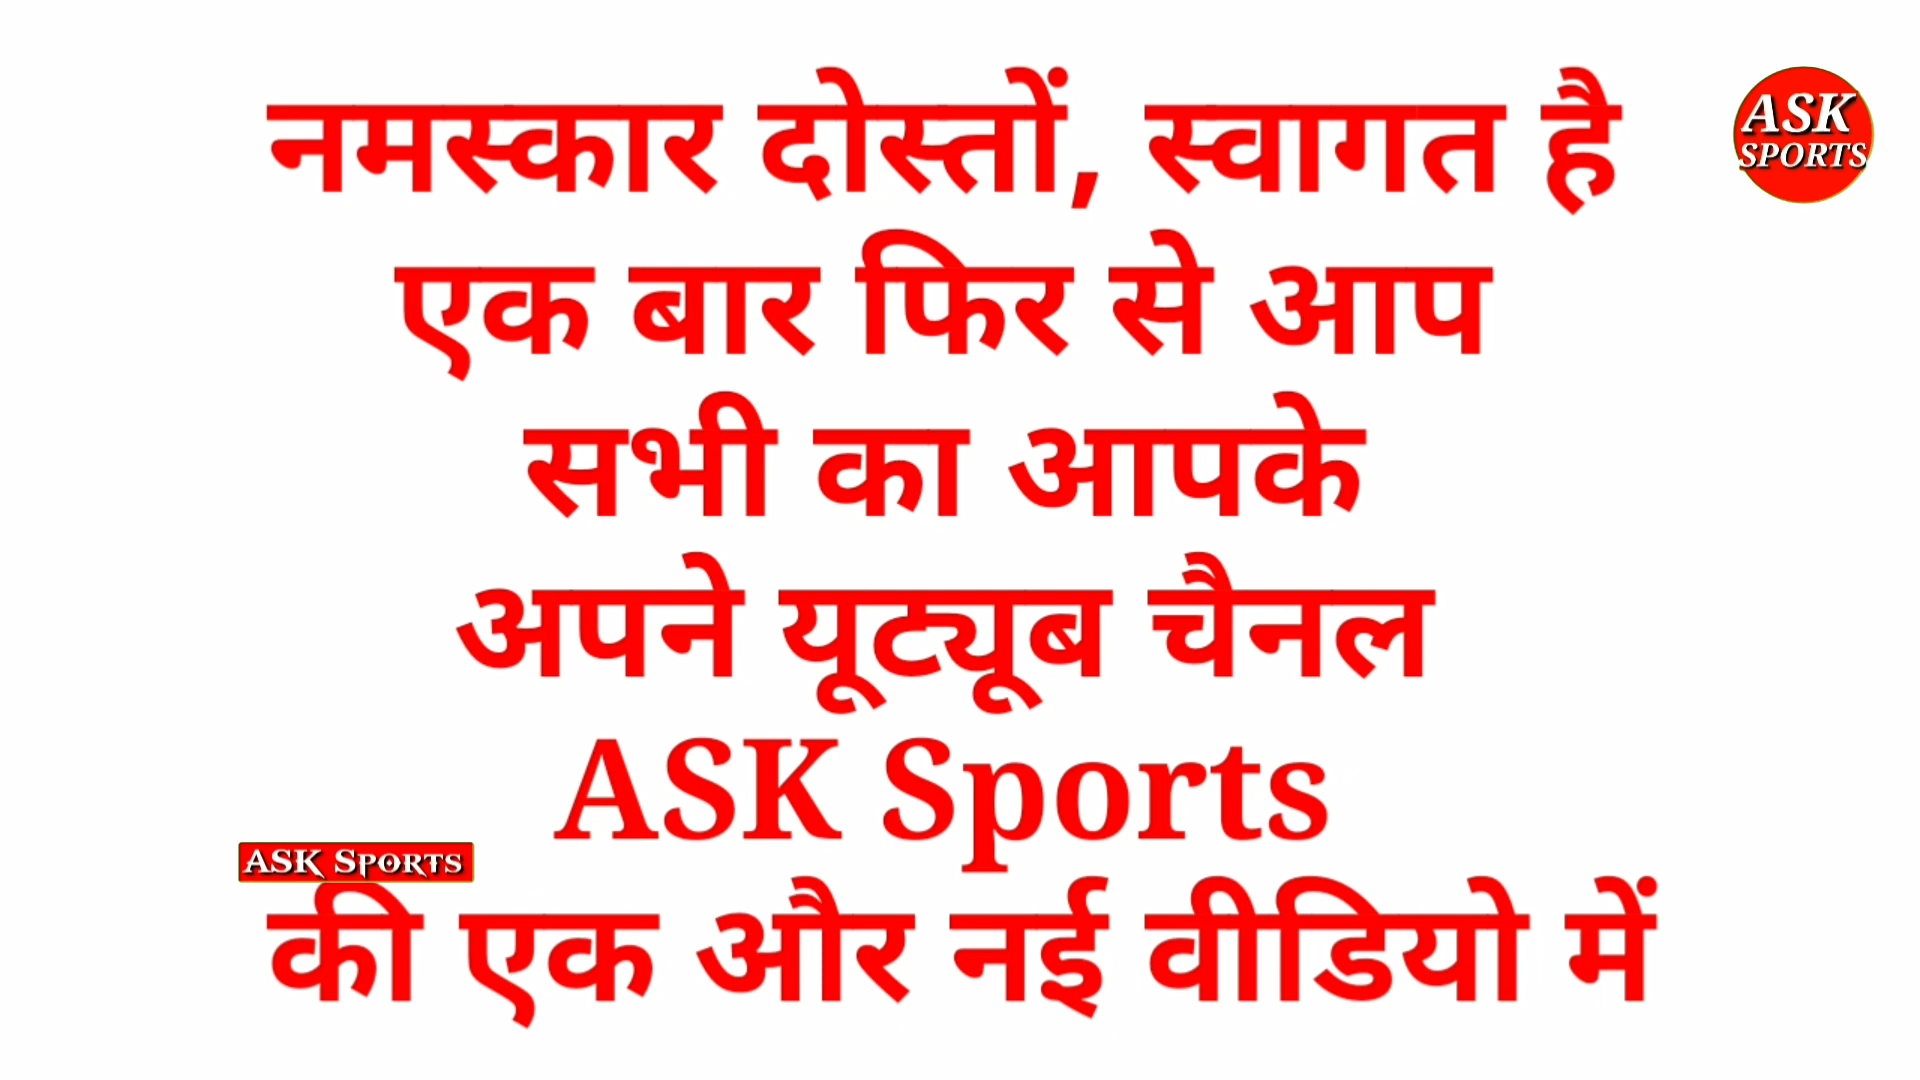 नमस्कार दोस्तों, स्वागत है
एक बार फिर से आप
सभी का आपके
अपने यूट्यूब चैनल
ASK Sports
की एक और नई वीडियो में
ASK
SPORTS
ASK SPORTS